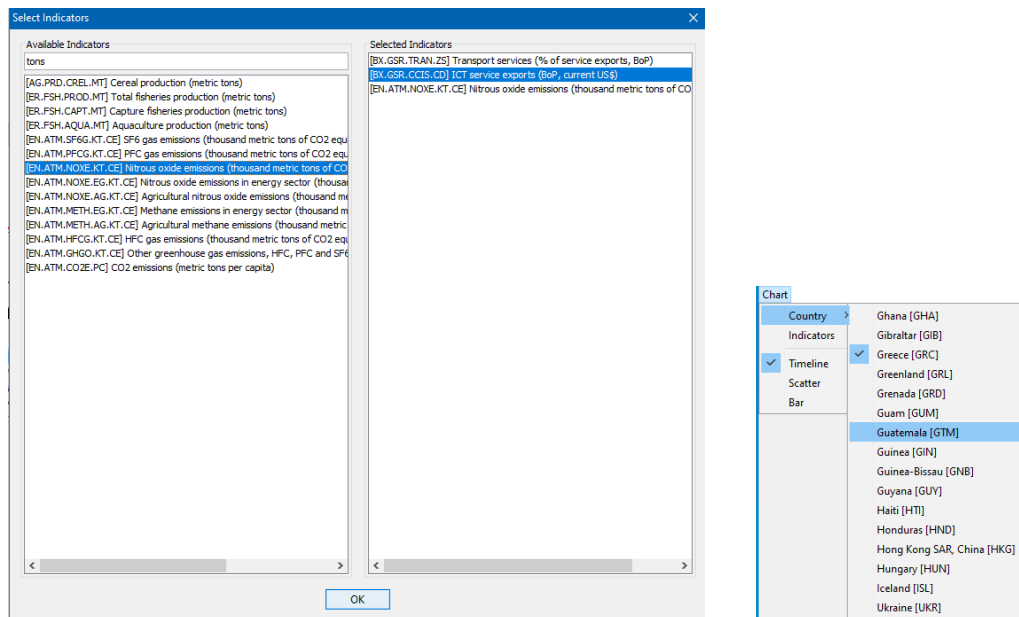 Select Indicators
Available Indicators
tons
[AG.PRD.CREL.MT] Cereal production (metric tons)
[ER.FSH.PROD.MT] Total fisheries production (metric tons)
[ER.FSH.CAPT.MT] Capture fisheries production (metric tons)
[ER.FSH.AQUA.MT] Aquaculture production (metric tons)
[EN.ATM.SF6G.KT.CE] SF6 gas emissions (thousand metric tons of CO2 equ
[EN.ATM.PFCG.KT.CE] PFC gas emissions (thousand metric tons of CO2 equ
[EN.ATM.NOXE.KT.CE] Nitrous oxide emissions (thousand metric tons of CO
[EN.ATM.NOXE.EG.KT.CE] Nitrous oxide emissions in energy sector (thousa
[EN.ATM.NOXE.AG.KT.CE] Agricultural nitrous oxide emissions (thousand me
[EN.ATM.METH.EG.KT.CE] Methane emissions in energy sector (thousand m
[EN.ATM.METH.AG.KT.CE] Agricultural methane emissions (thousand metric
[EN.ATM.HFCG.KT.CE] HFC gas emissions (thousand metric tons of CO2 equ
[EN.ATM.GHGO.KT.CE] Other greenhouse gas emissions, HFC, PFC and SF6
[EN.ATM.CO2E.PC] CO2 emissions (metric tons per capita)
Selected Indicators
[BX.GSR.TRAN.ZS] Transport services (% of service exports, BoP)
[BX.GSR.CCIS.CD] ICT service exports (BoP, current US$)
[EN.ATM.NOXE.KT.CE] Nitrous oxide emissions (thousand metric tons of CO
OK
Chart
Country
Indicators
Timeline
Scatter
Bar
Ghana [GHA]
Gibraltar [GIB]
Greece [GRC]
Greenland [GRL]
Grenada [GRD]
Guam [GUM]
Guatemala [GTM]
Guinea [GIN]
Guinea-Bissau [GNB]
Guyana [GUY]
Haiti [HTI]
Honduras [HND]
Hong Kong SAR, China [HKG]
Hungary [HUN]
Iceland [ISL]
Ukraine [UKR]